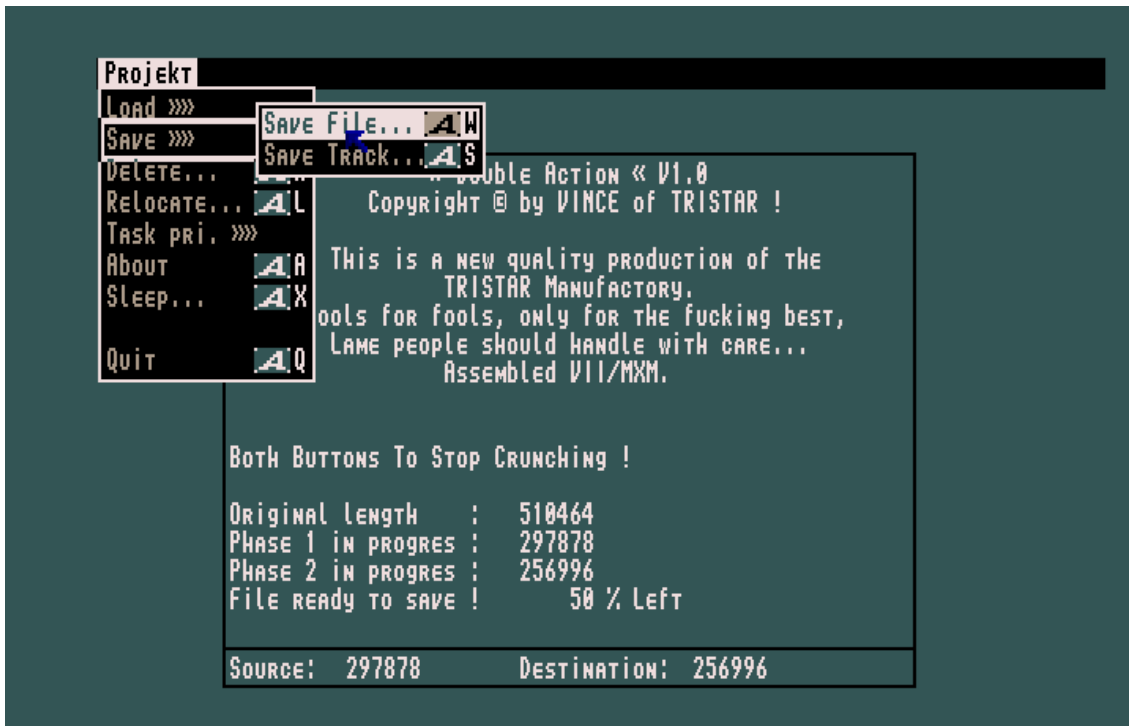 Projekt
Load »»
Save »»
Delete...
Relocate... A L
Task pri. »»
About A A
Sleep... A X
Quit A Q
Save File... A W
Save Track... A S
Double Action « V1.0
Copyright © by VINCE of TRISTAR !
This is a new quality production of the
TRISTAR Manufactory.
ools for fools, only for the fucking best,
Lame people should handle with care...
Assembled VII/MXM.
Both Buttons To Stop Crunching !
Original length : 510464
Phase 1 in progres : 297878
Phase 2 in progres : 256996
File ready to save ! 50 % Left
Source: 297878 Destination: 256996